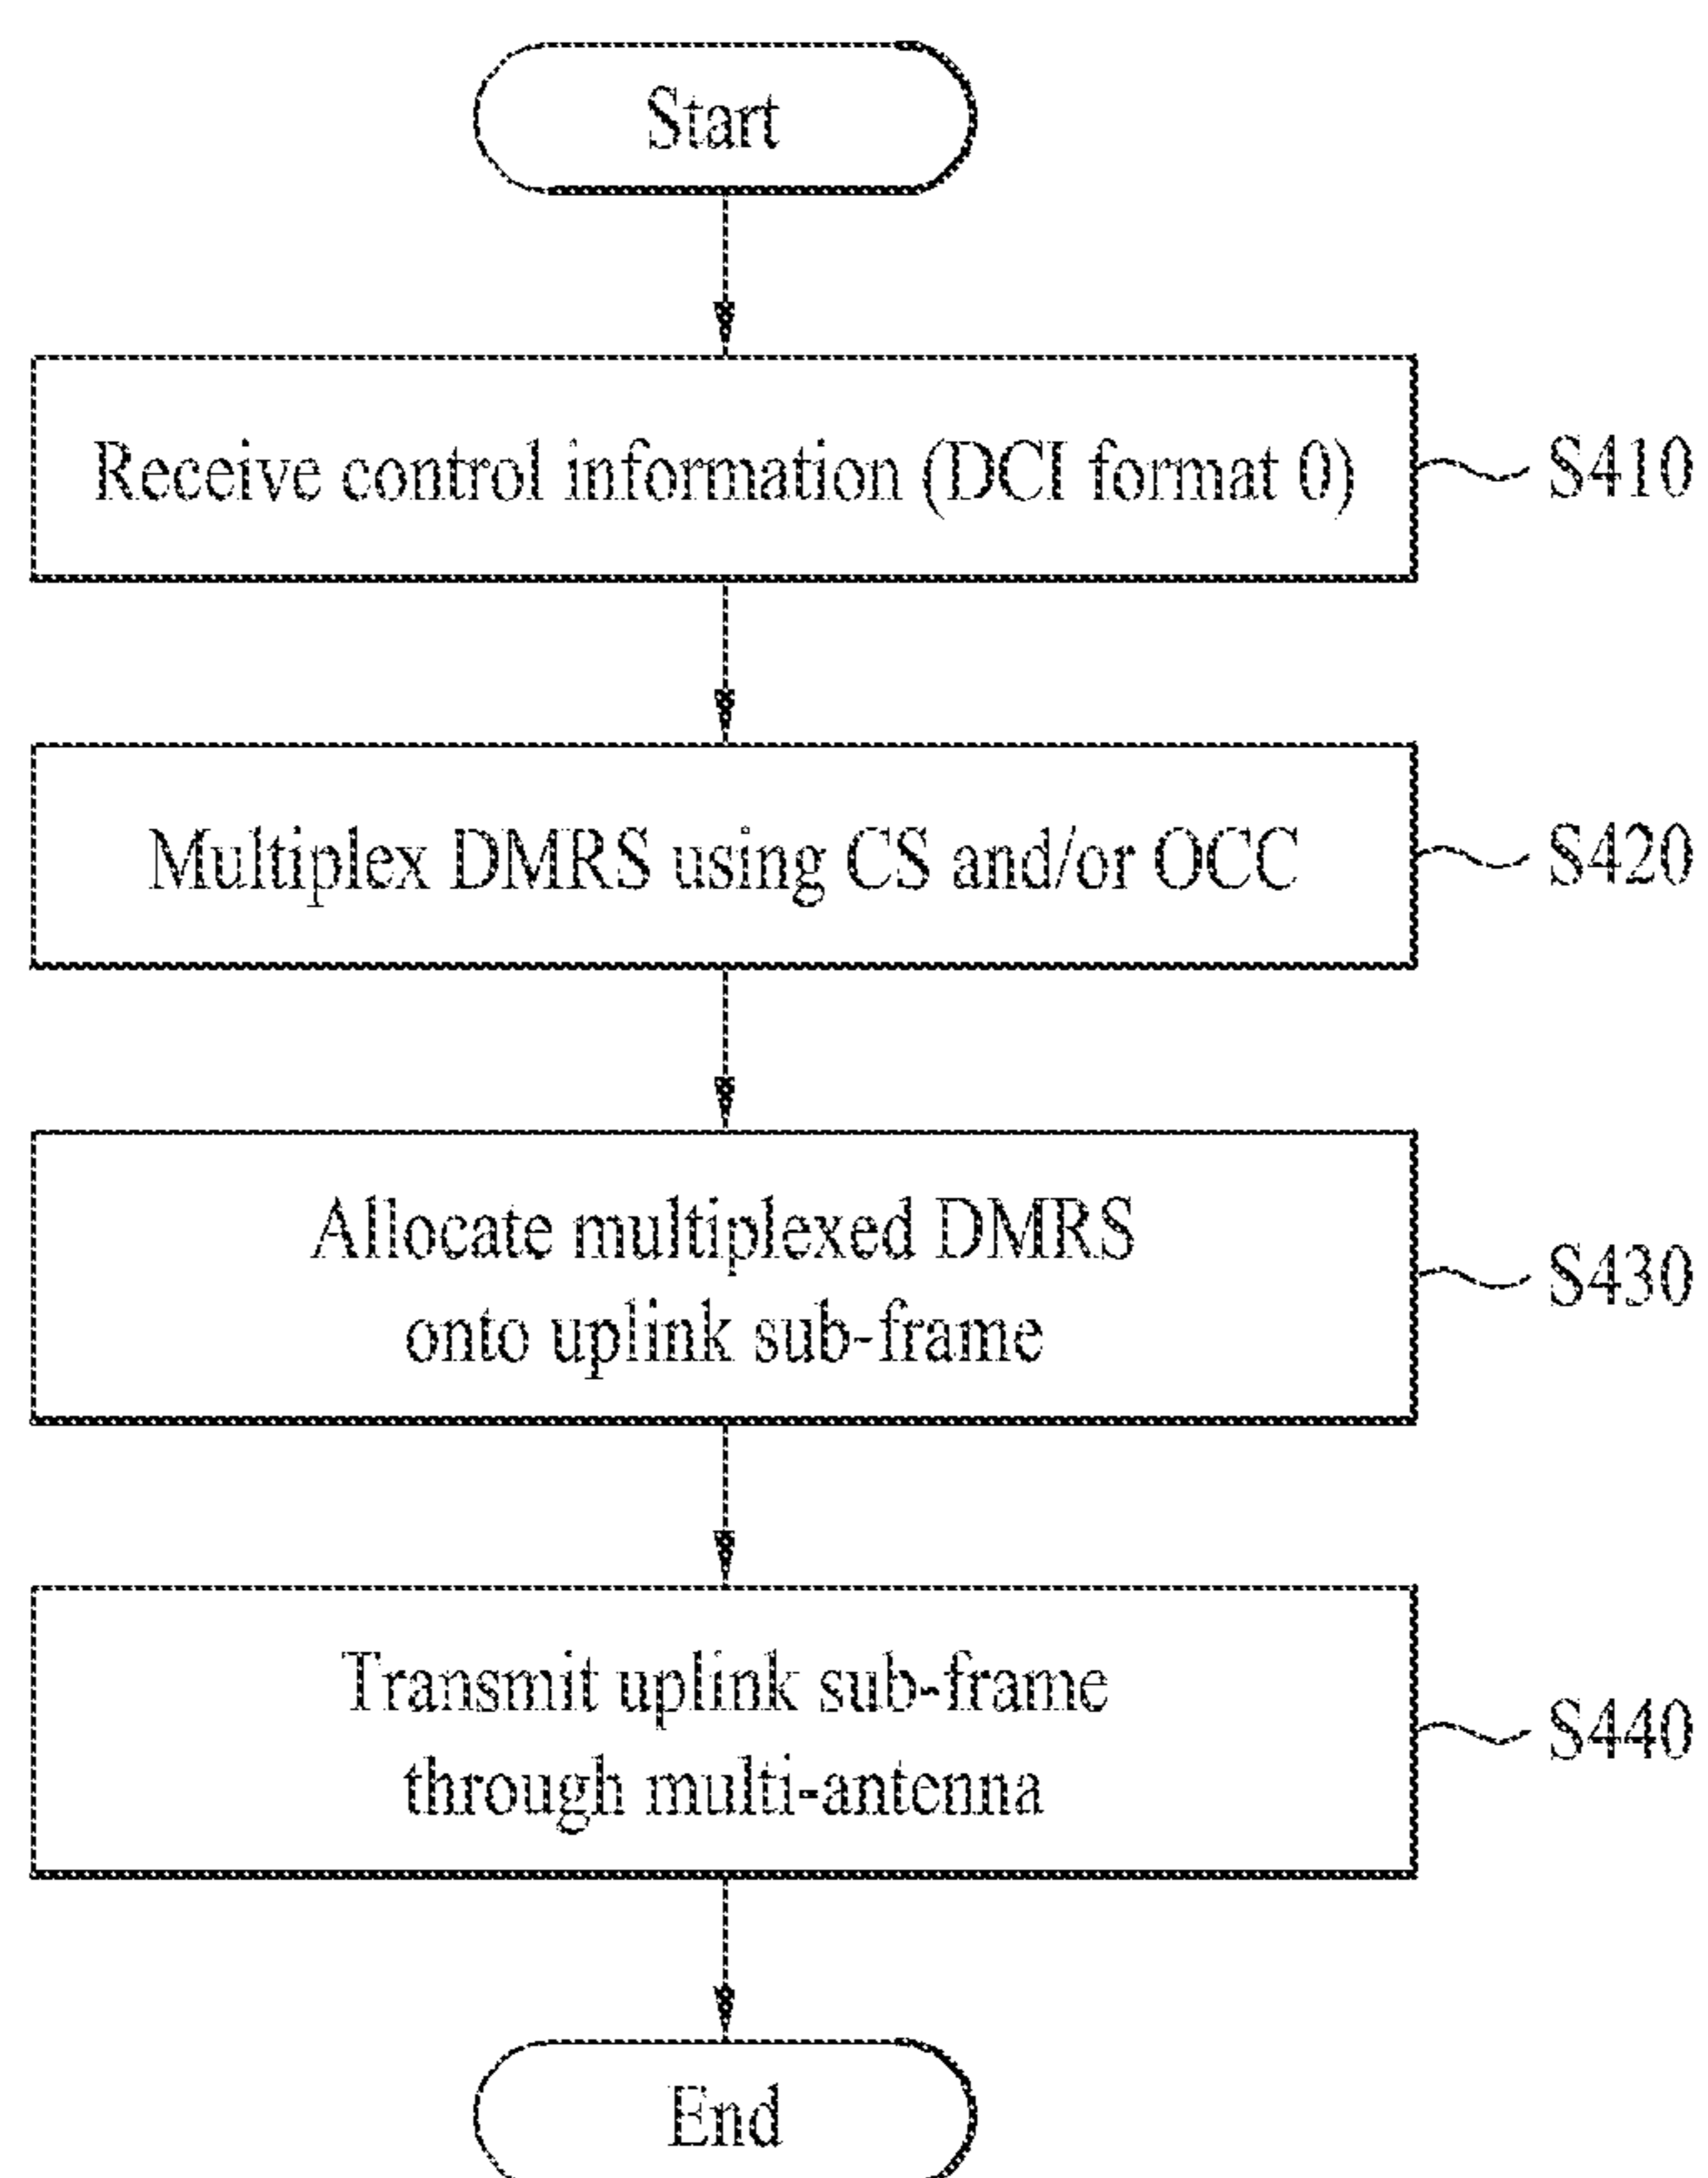 Start
Receive control information (DCI format 0)
S410
Multiplex DMRS using CS and/or OCC
S420
Allocate multiplexed DMRS
onto uplink sub-frame
S430
Transmit uplink sub-frame
through multi-antenna
S440
End